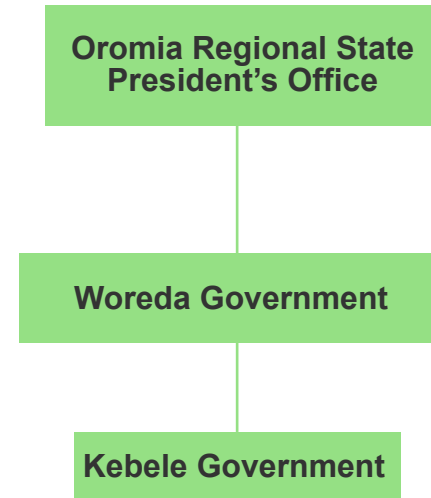 Oromia Regional State
President’s Office
Woreda Government
Kebele Government